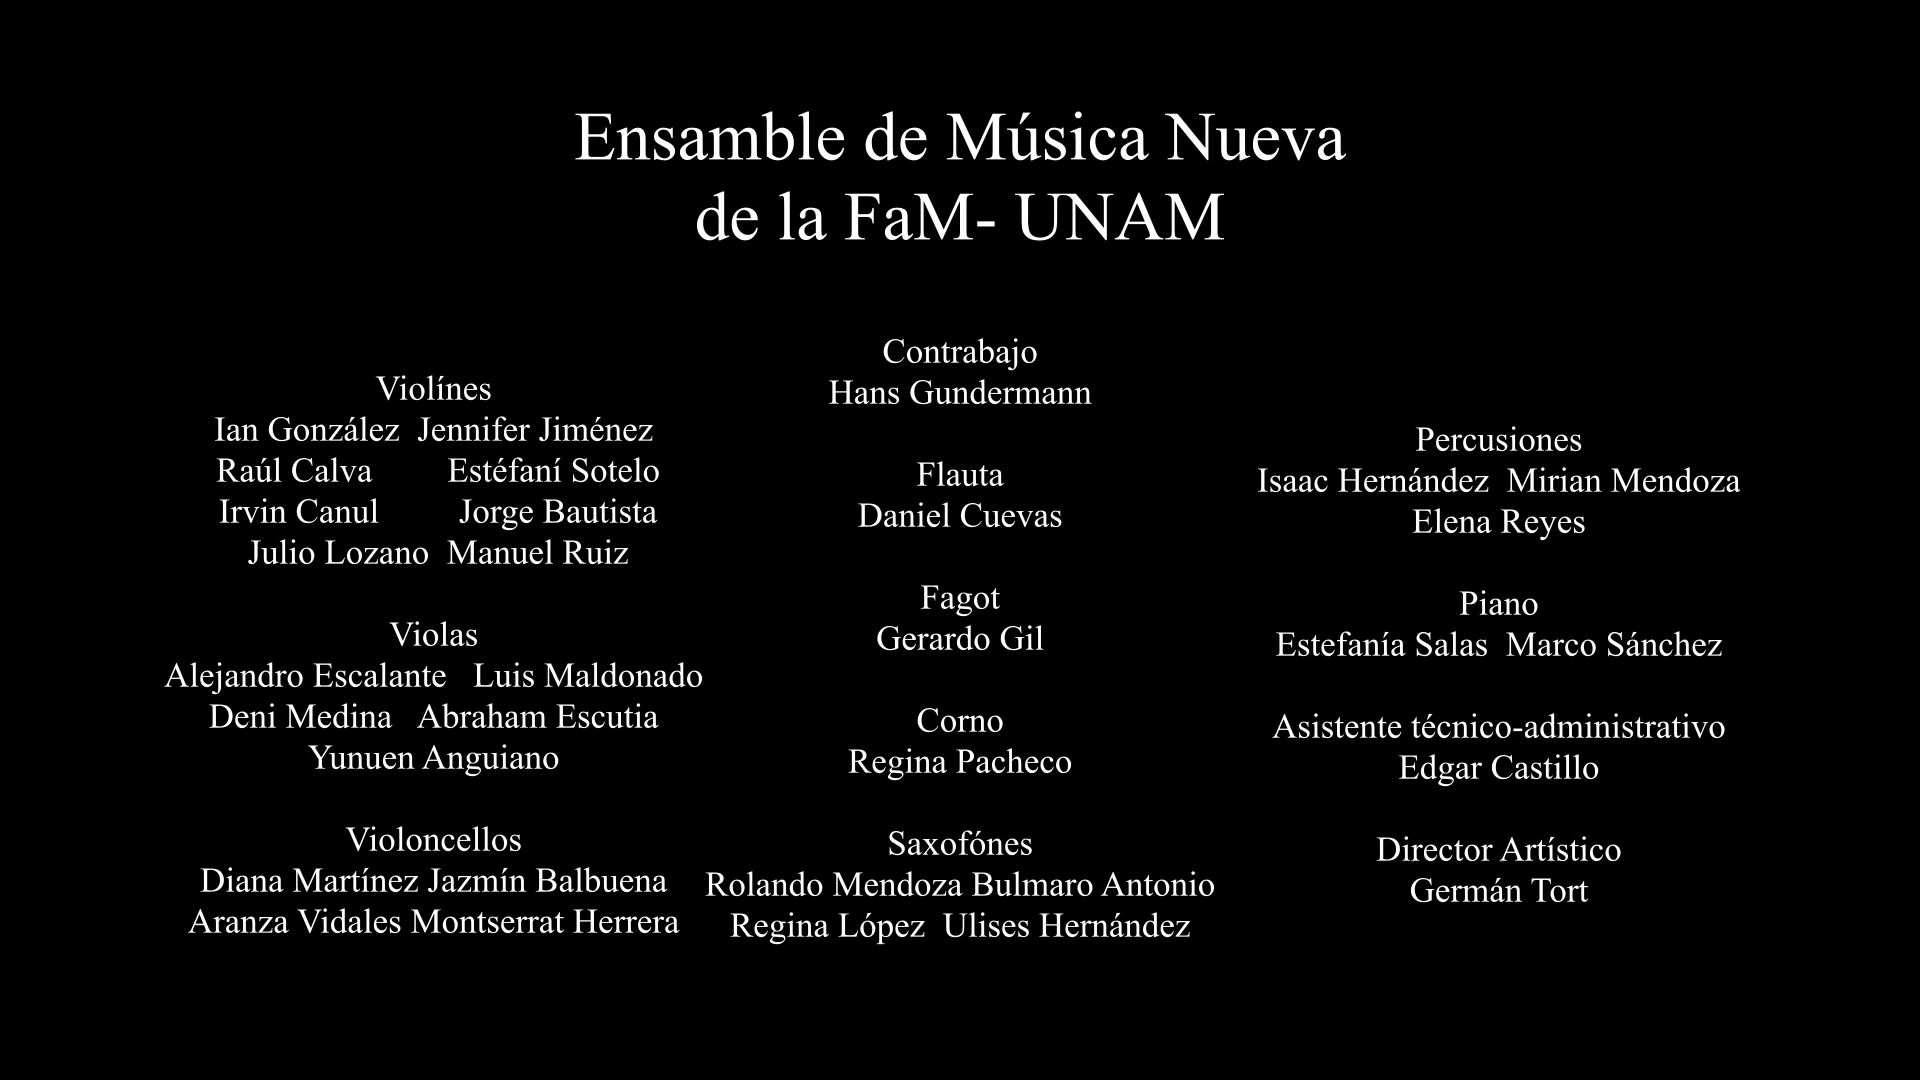 Ensamble de Música Nueva
de la FaM- UNAM
Violínes
Ian González Jennifer Jiménez
Raúl Calva Estéfaní Sotelo
Irvin Canul Jorge Bautista
Julio Lozano Manuel Ruiz
Violas
Alejandro Escalante Luis Maldonado
Deni Medina Abraham Escutia
Yunuen Anguiano
Violoncellos
Diana Martínez Jazmín Balbuena
Aranza Vidales Montserrat Herrera
Contrabajo
Hans Gundermann
Flauta
Daniel Cuevas
Fagot
Gerardo Gil
Corno
Regina Pacheco
Saxofónes
Rolando Mendoza Bulmaro Antonio
Regina López Ulises Hernández
Percusiones
Isaac Hernández Mirian Mendoza
Elena Reyes
Piano
Estefanía Salas Marco Sánchez
Asistente técnico-administrativo
Edgar Castillo
Director Artístico
Germán Tort